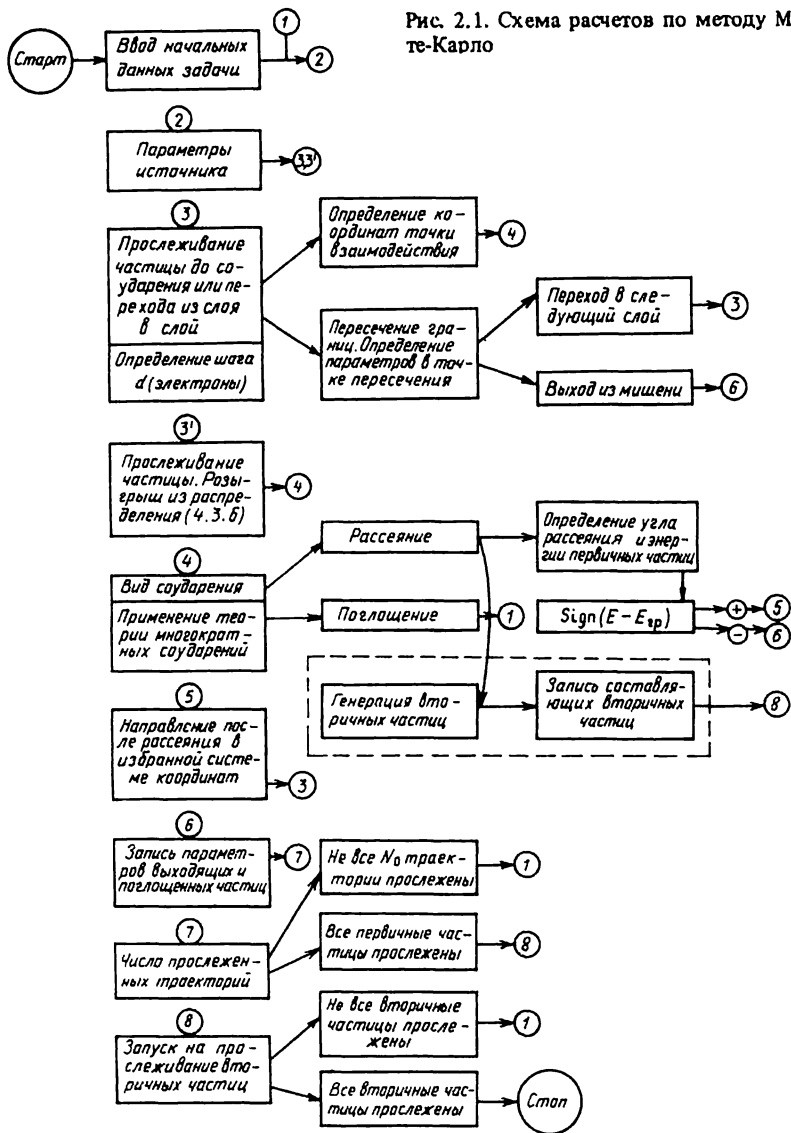 Рис. 2.1. Схема расчетов по методу М
те-Карло
Старт
Ввод начальных
данных задачи
1
2
2
Параметры
источника
3,3'
3
Прослеживание
частицы до со-
ударения или пе-
рехода из слоя
в слой
Определение шага
d (электроны)
Определение ко-
ординат точки
взаимодействия
4
Пересечение гра-
ниц. Определение
параметров в точ-
ке пересечения
Переход в сле-
дующий слой
3
Выход из мишени
6
3'
Прослеживание
частицы. Розы-
грыш из распре-
деления (4.3.б)
4
4
Вид соударения
Применение тео-
рии многократ-
ных соударений
Рассеяние
Определение угла
рассеяния и энер-
гии первичных частиц
Поглощение
1
Sign(E − Eгр)
+
5
−
6
Генерация вто-
ричных частиц
Запись составля-
ющих вторичных
частиц
8
5
Направление пос-
ле рассеяния в
избранной систе-
ме координат
3
6
Запись парамет-
ров выходящих и
поглощенных частиц
7
7
Число прослежен-
ных траекторий
Не все N0 траек-
тории прослежены
1
Все первичные час-
тицы прослежены
8
8
Запуск на про-
слеживание вто-
ричных частиц
Не все вторичные
частицы просле-
жены
1
Все вторичные час-
тицы прослежены
Стоп